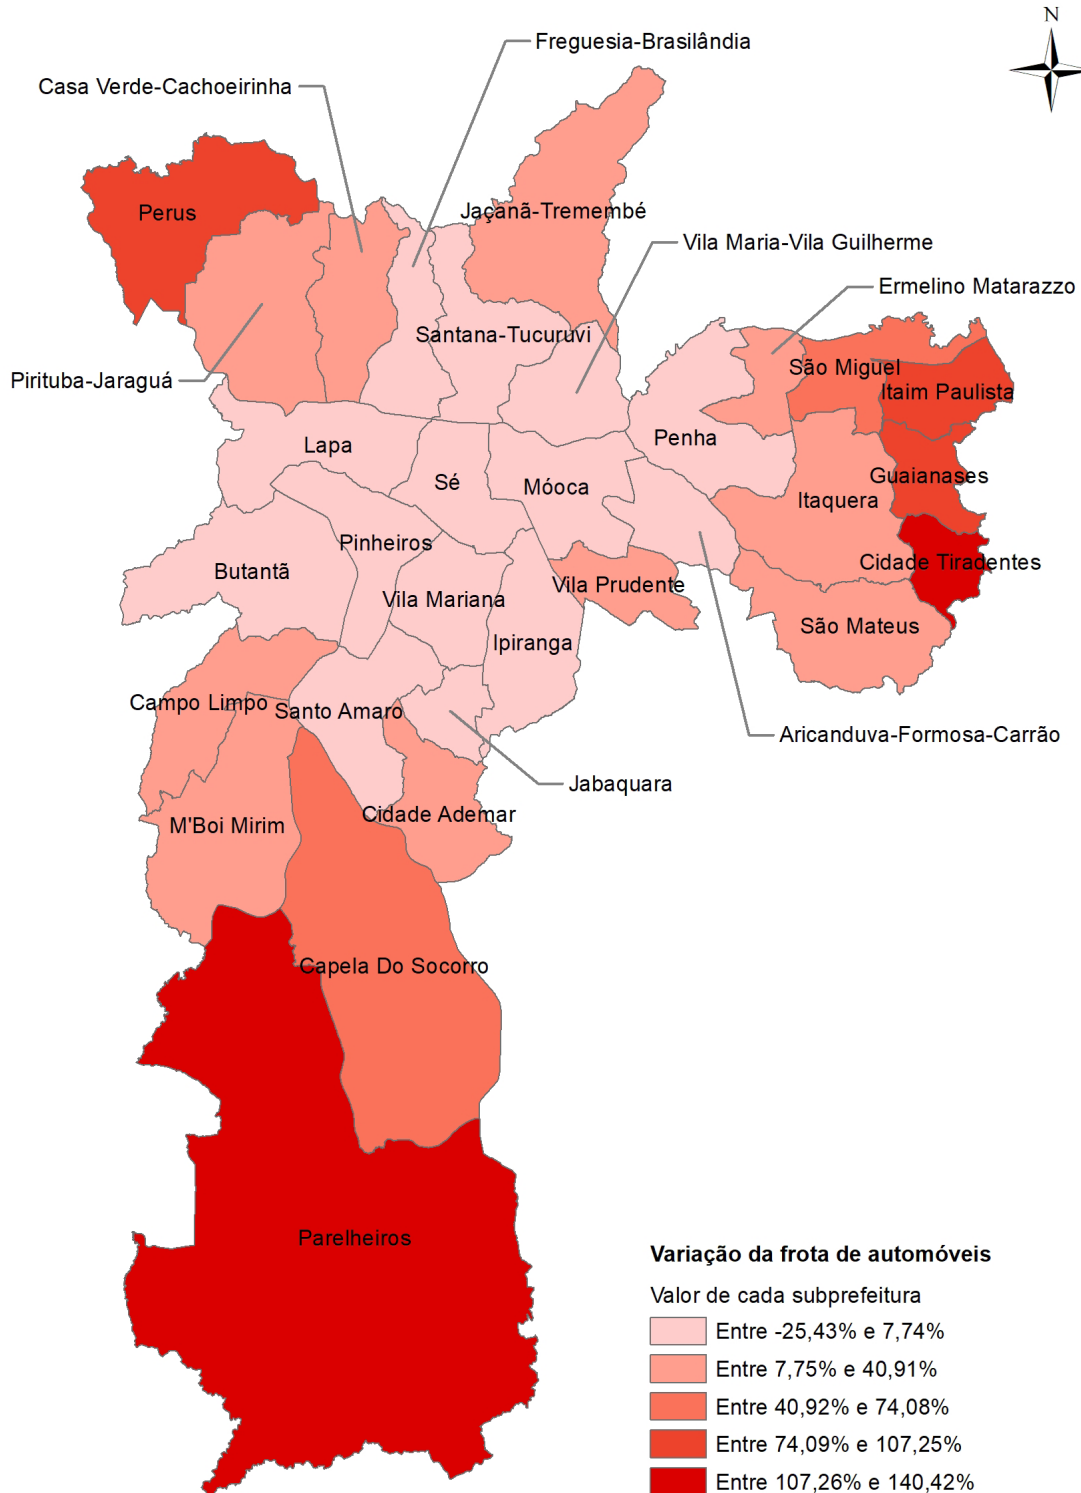 N
Freguesia-Brasilândia
Casa Verde-Cachoeirinha
Perus
Jaçanã-Tremembé
Vila Maria-Vila Guilherme
Ermelino Matarazzo
Santana-Tucuruvi
São Miguel
Pirituba-Jaraguá
Itaim Paulista
Lapa
Penha
Sé
Móoca
Guaianases
Itaquera
Pinheiros
Butantã
Cidade Tiradentes
Vila Prudente
Vila Mariana
São Mateus
Ipiranga
Campo Limpo
Santo Amaro
Aricanduva-Formosa-Carrão
Jabaquara
Cidade Ademar
M'Boi Mirim
Capela Do Socorro
Parelheiros
Variação da frota de automóveis
Valor de cada subprefeitura
Entre -25,43% e 7,74%
Entre 7,75% e 40,91%
Entre 40,92% e 74,08%
Entre 74,09% e 107,25%
Entre 107,26% e 140,42%